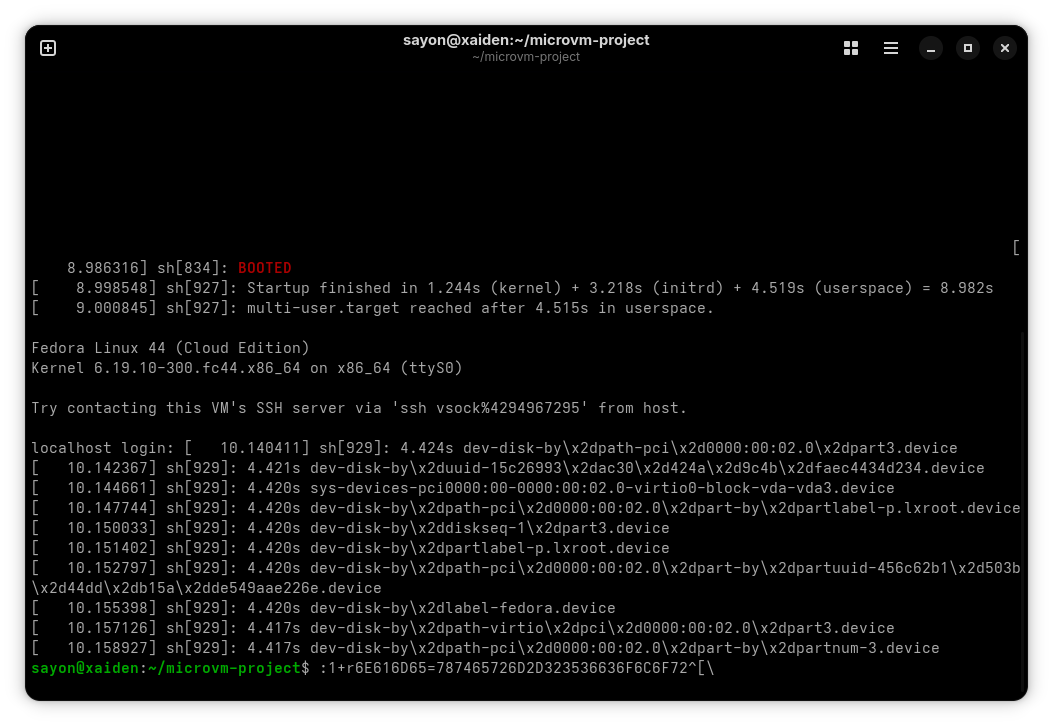 sayon@xaiden:~/microvm-project
~/microvm-project
[
    8.986316] sh[834]: BOOTED
[    8.998548] sh[927]: Startup finished in 1.244s (kernel) + 3.218s (initrd) + 4.519s (userspace) = 8.982s
[    9.000845] sh[927]: multi-user.target reached after 4.515s in userspace.
Fedora Linux 44 (Cloud Edition)
Kernel 6.19.10-300.fc44.x86_64 on x86_64 (ttyS0)
Try contacting this VM's SSH server via 'ssh vsock%4294967295' from host.
localhost login: [   10.140411] sh[929]: 4.424s dev-disk-by\x2dpath-pci\x2d0000:00:02.0\x2dpart3.device
[   10.142367] sh[929]: 4.421s dev-disk-by\x2duuid-15c26993\x2dac30\x2d424a\x2d9c4b\x2dfaec4434d234.device
[   10.144661] sh[929]: 4.420s sys-devices-pci0000:00-0000:00:02.0-virtio0-block-vda-vda3.device
[   10.147744] sh[929]: 4.420s dev-disk-by\x2dpath-pci\x2d0000:00:02.0\x2dpart-by\x2dpartlabel-p.lxroot.device
[   10.150033] sh[929]: 4.420s dev-disk-by\x2ddiskseq-1\x2dpart3.device
[   10.151402] sh[929]: 4.420s dev-disk-by\x2dpartlabel-p.lxroot.device
[   10.152797] sh[929]: 4.420s dev-disk-by\x2dpath-pci\x2d0000:00:02.0\x2dpart-by\x2dpartuuid-456c62b1\x2d503b
\x2d44dd\x2db15a\x2dde549aae226e.device
[   10.155398] sh[929]: 4.420s dev-disk-by\x2dlabel-fedora.device
[   10.157126] sh[929]: 4.417s dev-disk-by\x2dpath-virtio\x2dpci\x2d0000:00:02.0\x2dpart3.device
[   10.158927] sh[929]: 4.417s dev-disk-by\x2dpath-pci\x2d0000:00:02.0\x2dpart-by\x2dpartnum-3.device
sayon@xaiden:~/microvm-project$ :1+r6E616D65=787465726D2D323536636F6C6F72^[\